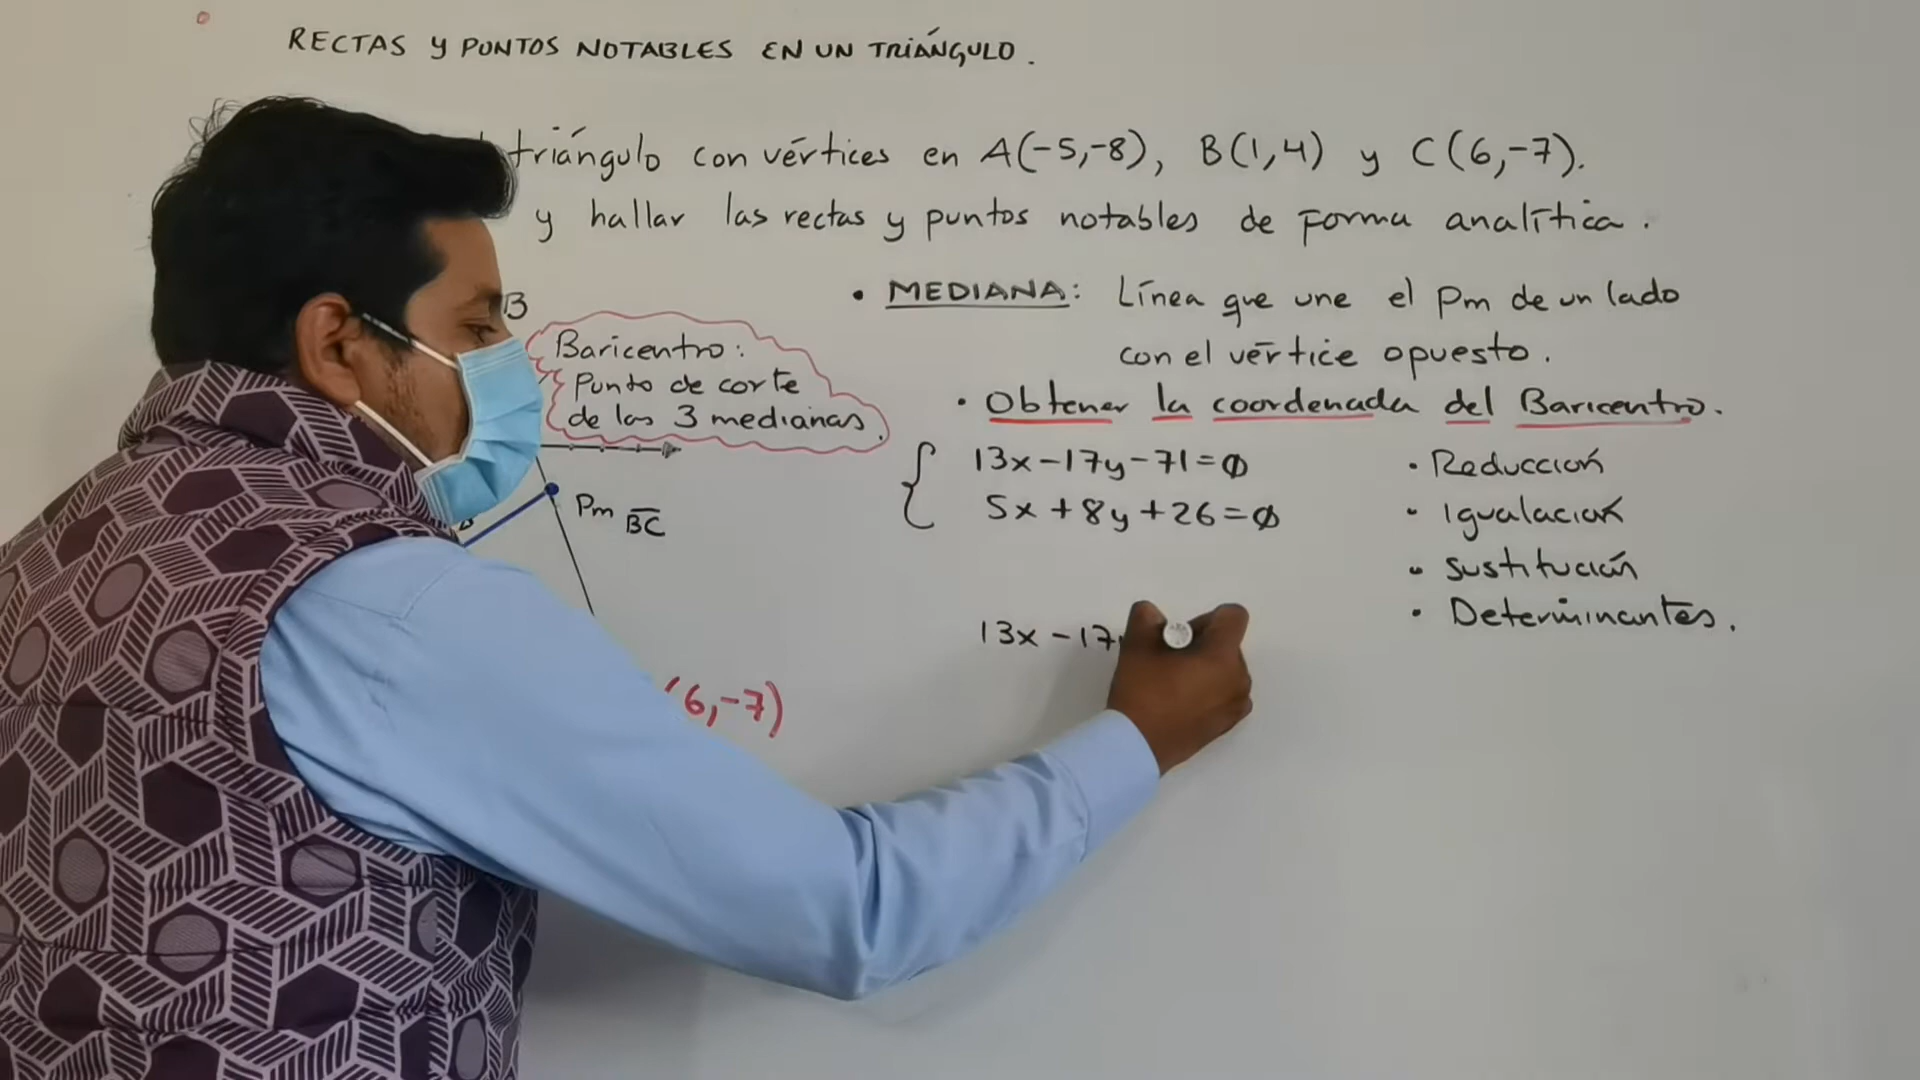 RECTAS Y PUNTOS NOTABLES EN UN TRIÁNGULO.
triángulo con vértices en A(-5,-8), B(1,4) y C(6,-7).
y hallar las rectas y puntos notables de forma analítica.
B
Baricentro:
Punto de corte
de las 3 medianas.
Pm BC
(6,-7)
• MEDIANA: Línea que une el Pm de un lado
con el vértice opuesto.
• Obtener la coordenada del Baricentro.
13x-17y-71=0
5x+8y+26=0
• Reducción
• Igualación
• Sustitución
• Determinantes.
13x-17